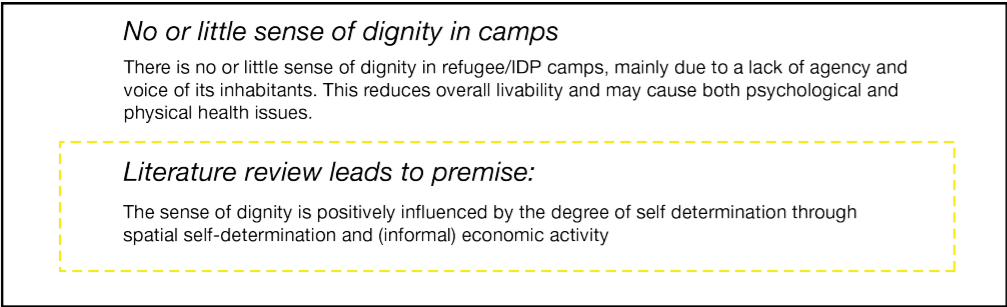 No or little sense of dignity in camps
There is no or little sense of dignity in refugee/IDP camps, mainly due to a lack of agency and
voice of its inhabitants. This reduces overall livability and may cause both psychological and
physical health issues.
Literature review leads to premise:
The sense of dignity is positively influenced by the degree of self determination through
spatial self-determination and (informal) economic activity